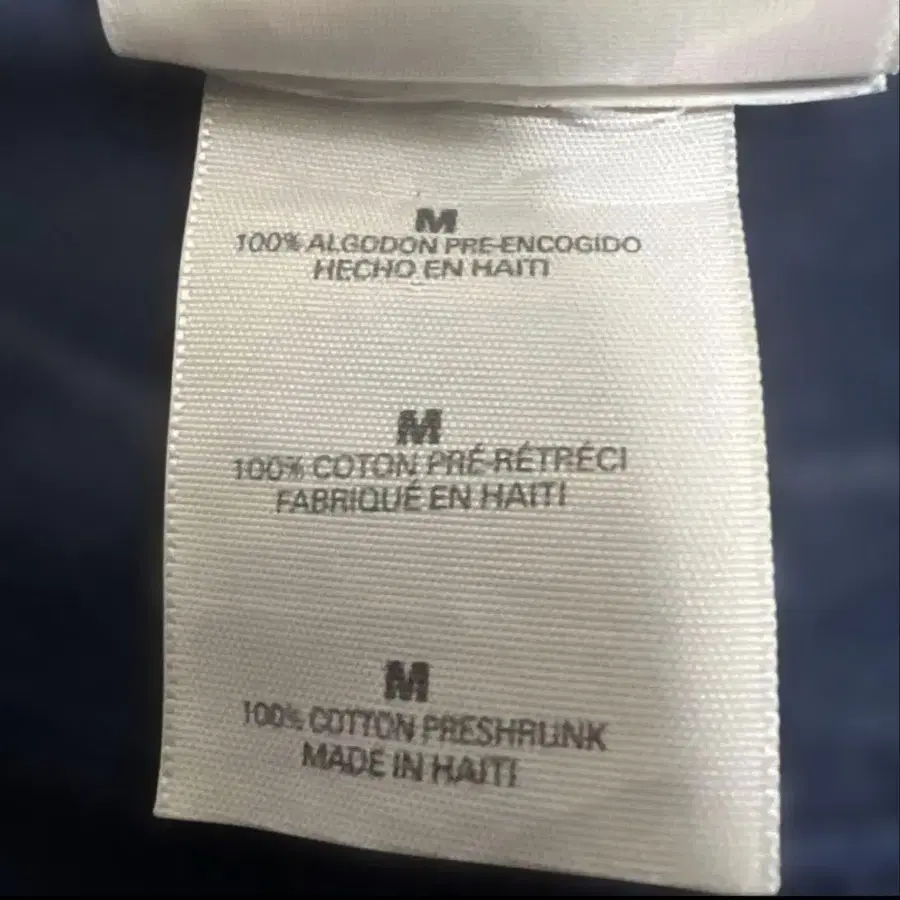 M
100% ALGODON PRE-ENCOGIDO
HECHO EN HAITI
M
100% COTON PRÉ-RÉTRÉCI
FABRIQUÉ EN HAITI
M
100% COTTON PRESHRUNK
MADE IN HAITI